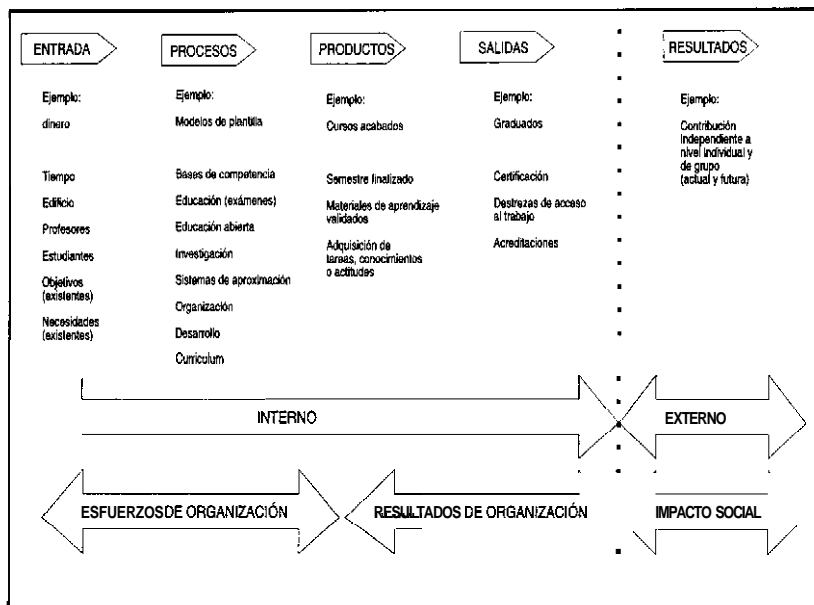 ENTRADA
PROCESOS
PRODUCTOS
SALIDAS
RESULTADOS
Ejemplo:
dinero
Tiempo
Edificio
Profesores
Estudiantes
Objetivos
(existentes)
Necesidades
(existentes)
Ejemplo:
Modelos de plantilla
Bases de competencia
Educación (exámenes)
Educación abierta
Investigación
Sistemas de aproximación
Organización
Desarrollo
Curriculum
Ejemplo:
Cursos acabados
Semestre finalizado
Materiales de aprendizaje
validados
Adquisición de
tareas, conocimientos
o actitudes
Ejemplo:
Graduados
Certificación
Destrezas de acceso
al trabajo
Acreditaciones
Ejemplo:
Contribución
independiente a
nivel individual y
de grupo
(actual y futura)
INTERNO
EXTERNO
ESFUERZOS DE ORGANIZACIÓN
RESULTADOS DE ORGANIZACIÓN
IMPACTO SOCIAL